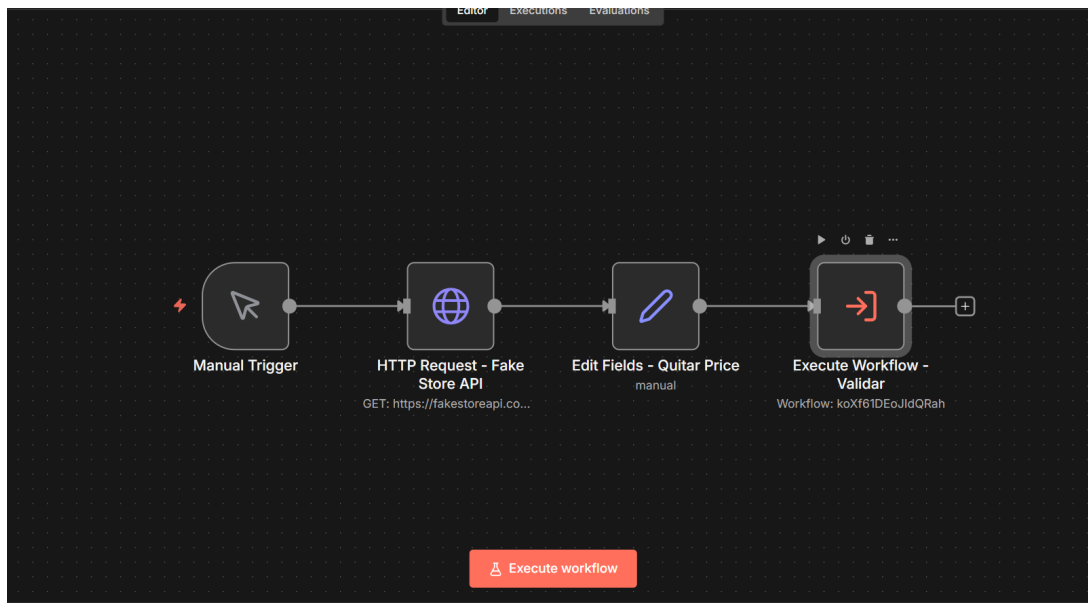 Editor Executions Evaluations
Manual Trigger
HTTP Request - Fake
Store API
GET: https://fakestoreapi.co...
Edit Fields - Quitar Price
manual
Execute Workflow -
Validar
Workflow: koXf61DEoJIdQRah
Execute workflow